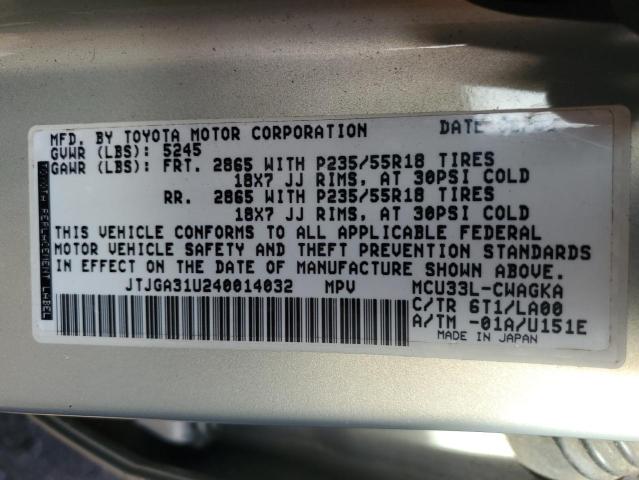 MFD. BY TOYOTA MOTOR CORPORATION DATE
GVWR (LBS): 5245
GAWR (LBS): FRT. 2865 WITH P235/55R18 TIRES
18X7 JJ RIMS, AT 30PSI COLD
RR. 2865 WITH P235/55R18 TIRES
18X7 JJ RIMS, AT 30PSI COLD
THIS VEHICLE CONFORMS TO ALL APPLICABLE FEDERAL
MOTOR VEHICLE SAFETY AND THEFT PREVENTION STANDARDS
IN EFFECT ON THE DATE OF MANUFACTURE SHOWN ABOVE.
JTJGA31U240014032 MPV MCU33L-CWAGKA
C/TR 6T1/LA00
A/TM -01A/U151E
MADE IN JAPAN
TOYOTA REPLACEMENT LABEL